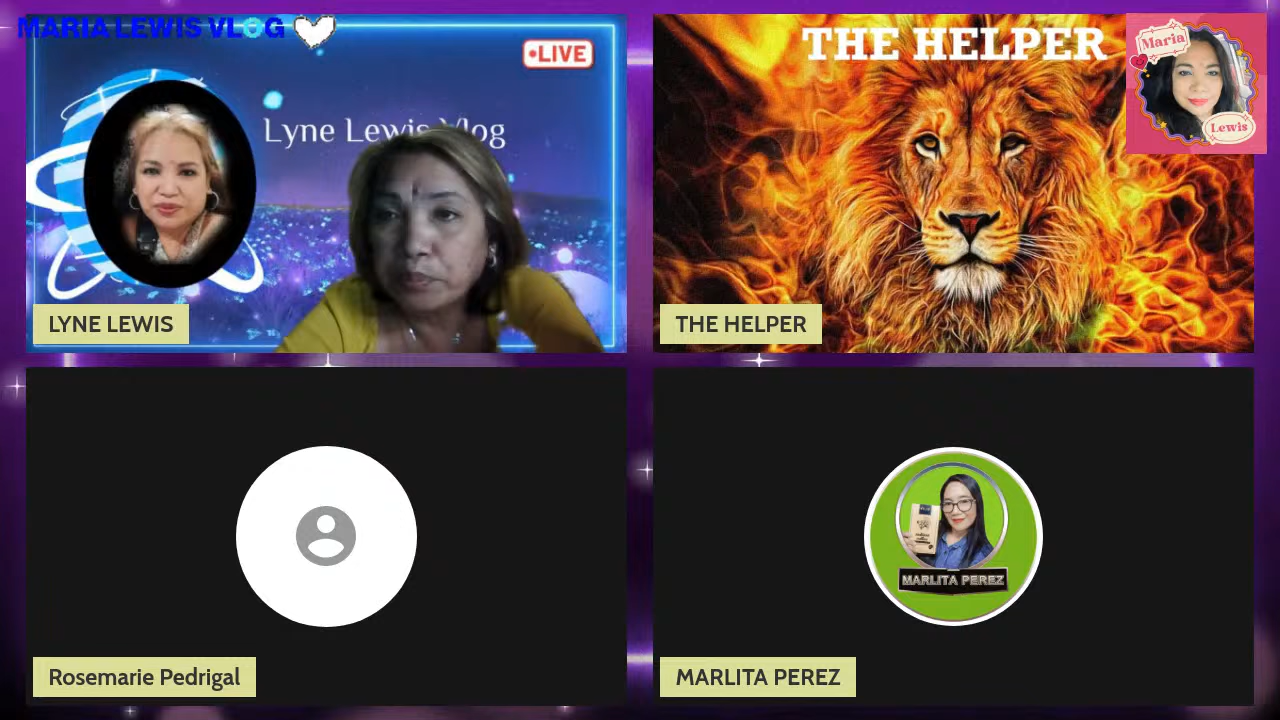 MARIA LEWIS VLOG
•LIVE
Lyne Lewis Vlog
LYNE LEWIS
THE HELPER
Maria
Lewis
THE HELPER
Rosemarie Pedrigal
MARLITA PEREZ
MARLITA PEREZ